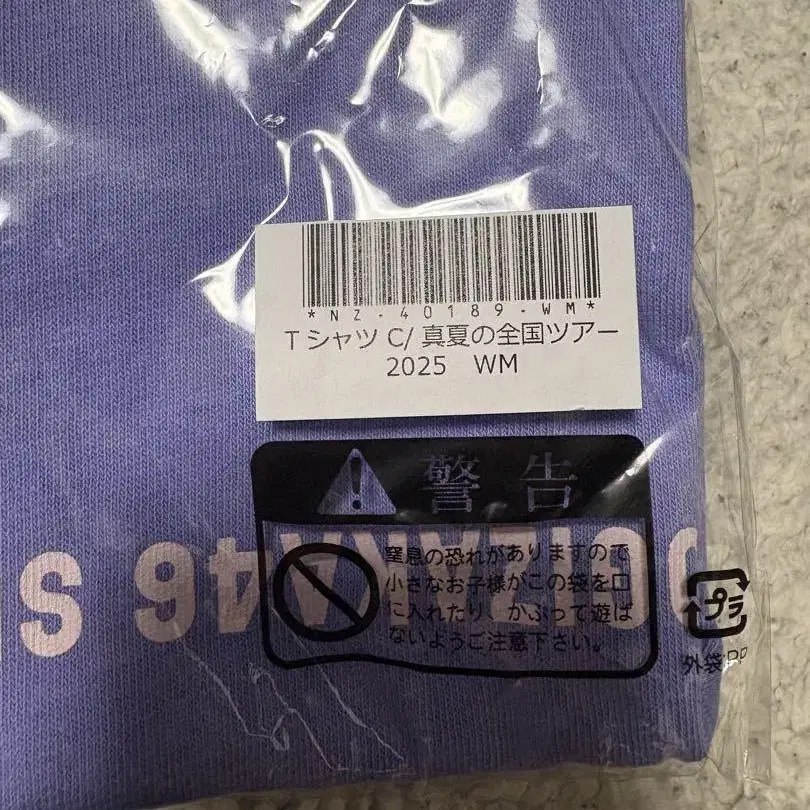 *NZ-40189-WM*
Tシャツ C/ 真夏の全国ツアー
2025 WM
警告
窒息の恐れがありますので
小さなお子様がこの袋を口
に入れたり、かぶって遊ば
ないようご注意下さい。
OGIZAKA46 S
プラ
外袋:PP